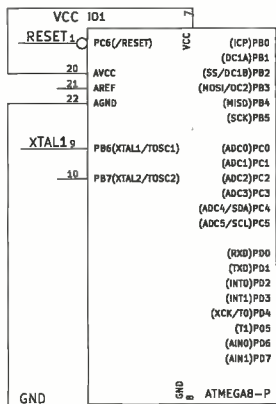 VCC IO1
7
RESET 1 PC6(/RESET) VCC (ICP)PB0
(OC1A)PB1
20 AVCC (SS/OC1B)PB2
21 AREF (MOSI/OC2)PB3
22 AGND (MISO)PB4
(SCK)PB5
XTAL1 9 PB6(XTAL1/TOSC1) (ADC0)PC0
(ADC1)PC1
10 PB7(XTAL2/TOSC2) (ADC2)PC2
(ADC3)PC3
(ADC4/SDA)PC4
(ADC5/SCL)PC5
(RXD)PD0
(TXD)PD1
(INT0)PD2
(INT1)PD3
(XCK/T0)PD4
(T1)PD5
(AIN0)PD6
(AIN1)PD7
GND
GND 8 ATMEGA8-P